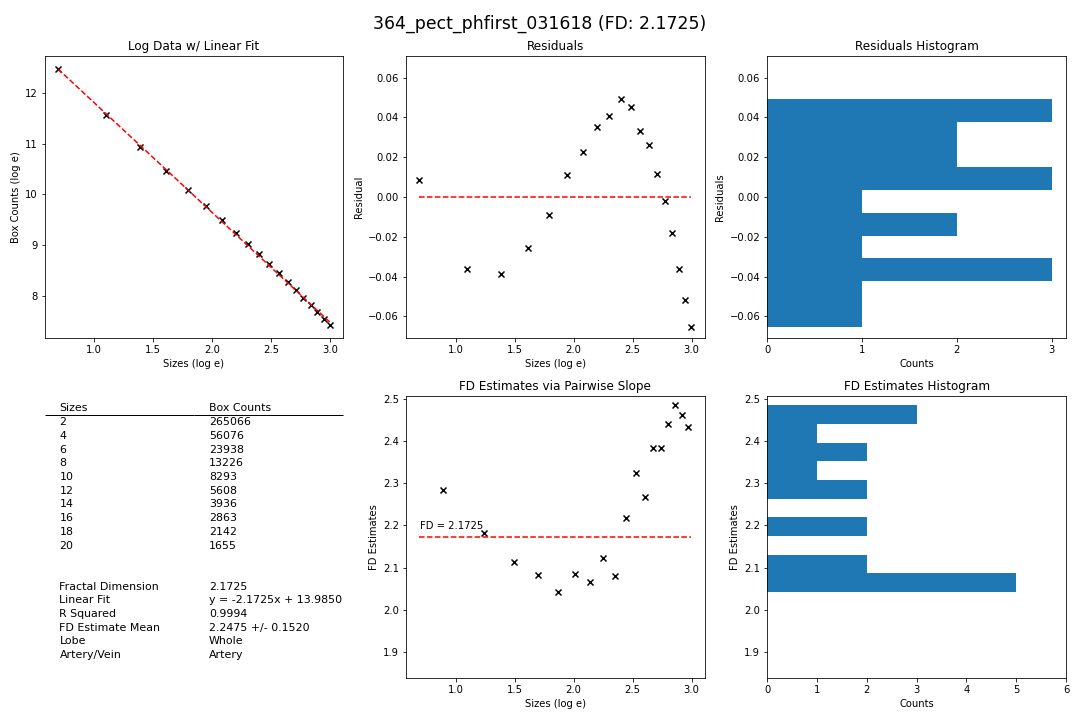 364_pect_phfirst_031618 (FD: 2.1725)
Log Data w/ Linear Fit
Box Counts (log e)
12
11
10
9
8
1.0 1.5 2.0 2.5 3.0
Sizes (log e)
Residuals
Residual
0.06
0.04
0.02
0.00
−0.02
−0.04
−0.06
1.0 1.5 2.0 2.5 3.0
Sizes (log e)
Residuals Histogram
Residuals
0.06
0.04
0.02
0.00
−0.02
−0.04
−0.06
0 1 2 3
Counts
Sizes Box Counts
2 265066
4 56076
6 23938
8 13226
10 8293
12 5608
14 3936
16 2863
18 2142
20 1655
Fractal Dimension 2.1725
Linear Fit y = -2.1725x + 13.9850
R Squared 0.9994
FD Estimate Mean 2.2475 +/- 0.1520
Lobe Whole
Artery/Vein Artery
FD Estimates via Pairwise Slope
FD Estimates
2.5
2.4
2.3
2.2
2.1
2.0
1.9
FD = 2.1725
1.0 1.5 2.0 2.5 3.0
Sizes (log e)
FD Estimates Histogram
FD Estimates
2.5
2.4
2.3
2.2
2.1
2.0
1.9
0 1 2 3 4 5 6
Counts